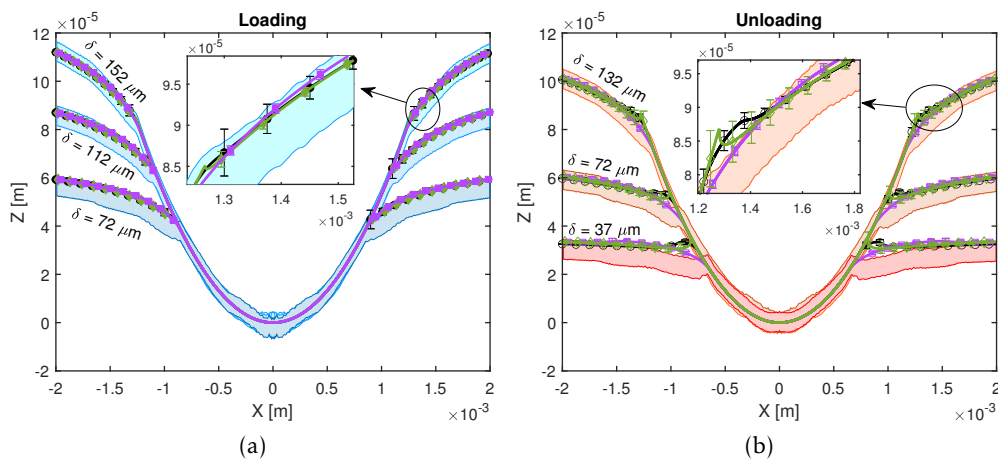 Loading
×10⁻⁵
12
10
8
6
4
2
0
-2
Z [m]
δ = 152 μm
δ = 112 μm
δ = 72 μm
×10⁻⁵
9.5
9
8.5
1.3 1.4 1.5
×10⁻³
-2 -1.5 -1 -0.5 0 0.5 1 1.5 2
X [m]
×10⁻³
(a)
Unloading
×10⁻⁵
12
10
8
6
4
2
0
-2
Z [m]
δ = 132 μm
δ = 72 μm
δ = 37 μm
×10⁻⁵
9.5
9
8.5
8
1.2 1.4 1.6 1.8
×10⁻³
-2 -1.5 -1 -0.5 0 0.5 1 1.5 2
X [m]
×10⁻³
(b)